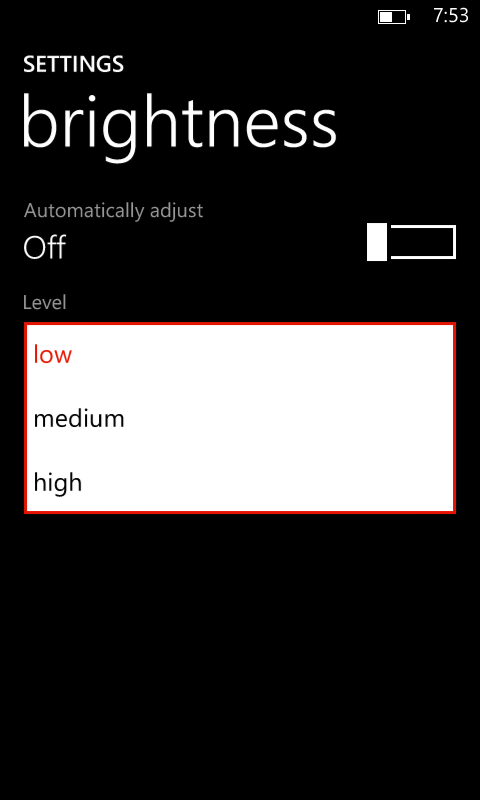 7:53
SETTINGS
brightness
Automatically adjust
Off
Level
low
medium
high